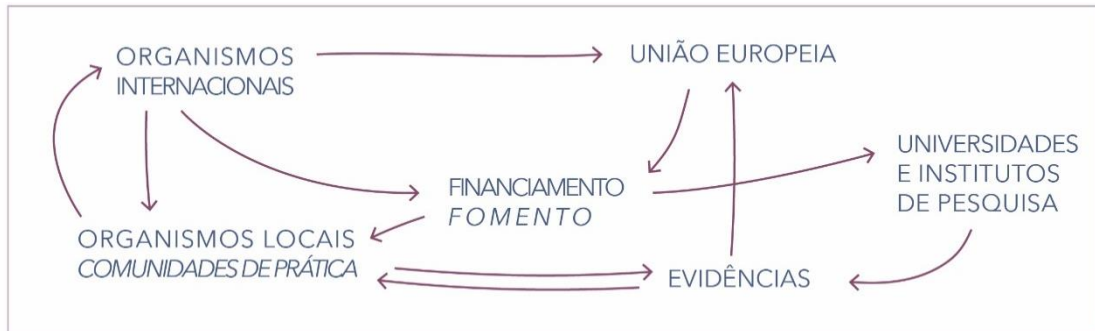 ORGANISMOS
INTERNACIONAIS
UNIÃO EUROPEIA
UNIVERSIDADES
E INSTITUTOS
DE PESQUISA
FINANCIAMENTO
FOMENTO
ORGANISMOS LOCAIS
COMUNIDADES DE PRÁTICA
EVIDÊNCIAS